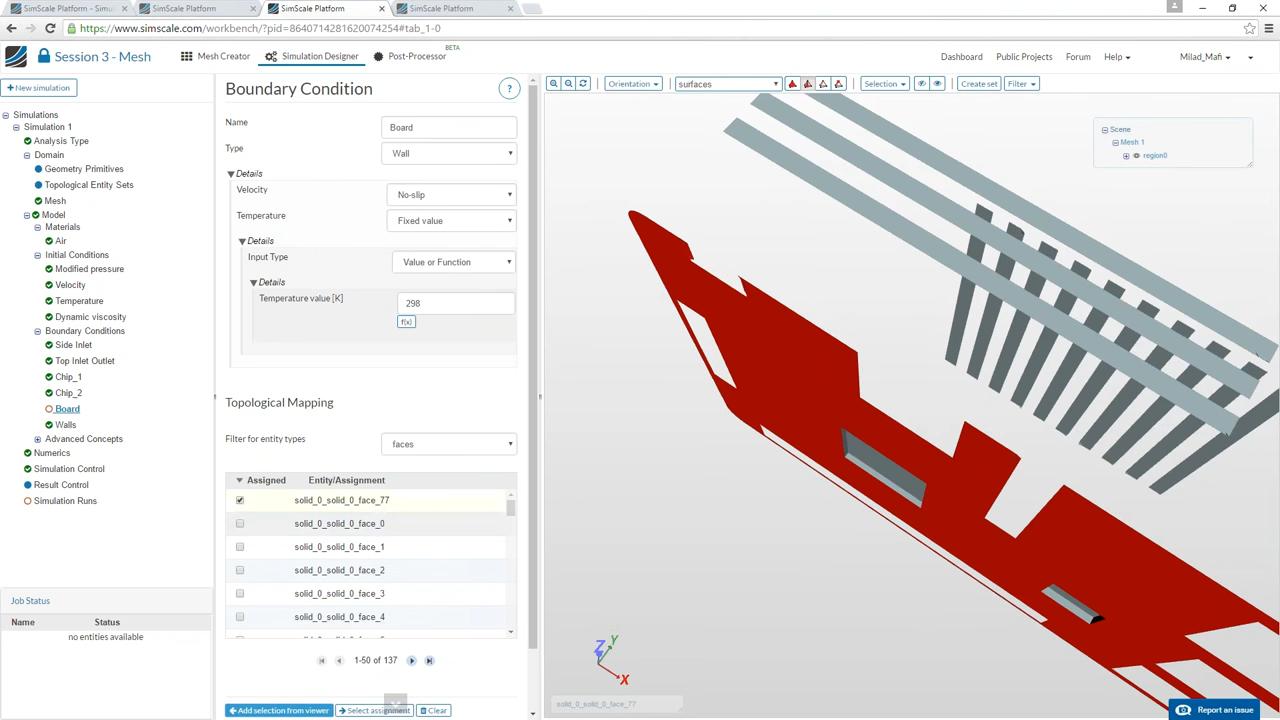 SimScale Platform - Simu
SimScale Platform
SimScale Platform
SimScale Platform
https://www.simscale.com/workbench/?pid=8640714281620074254#tab_1-0
Session 3 - Mesh
Mesh Creator
Simulation Designer
Post-Processor
BETA
Dashboard
Public Projects
Forum
Help
Milad_Mafi
New simulation
Simulations
Simulation 1
Analysis Type
Domain
Geometry Primitives
Topological Entity Sets
Mesh
Model
Materials
Air
Initial Conditions
Modified pressure
Velocity
Temperature
Dynamic viscosity
Boundary Conditions
Side Inlet
Top Inlet Outlet
Chip_1
Chip_2
Board
Walls
Advanced Concepts
Numerics
Simulation Control
Result Control
Simulation Runs
Job Status
Name Status
no entities available
Boundary Condition
?
Name Board
Type Wall
Details
Velocity No-slip
Temperature Fixed value
Details
Input Type Value or Function
Details
Temperature value [K] 298
f(x)
Topological Mapping
Filter for entity types faces
Assigned Entity/Assignment
solid_0_solid_0_face_77
solid_0_solid_0_face_0
solid_0_solid_0_face_1
solid_0_solid_0_face_2
solid_0_solid_0_face_3
solid_0_solid_0_face_4
1-50 of 137
Add selection from viewer
Select assignment
Clear
Orientation
surfaces
Selection
Create set
Filter
Scene
Mesh 1
region0
Z
Y
X
solid_0_solid_0_face_77
Report an issue